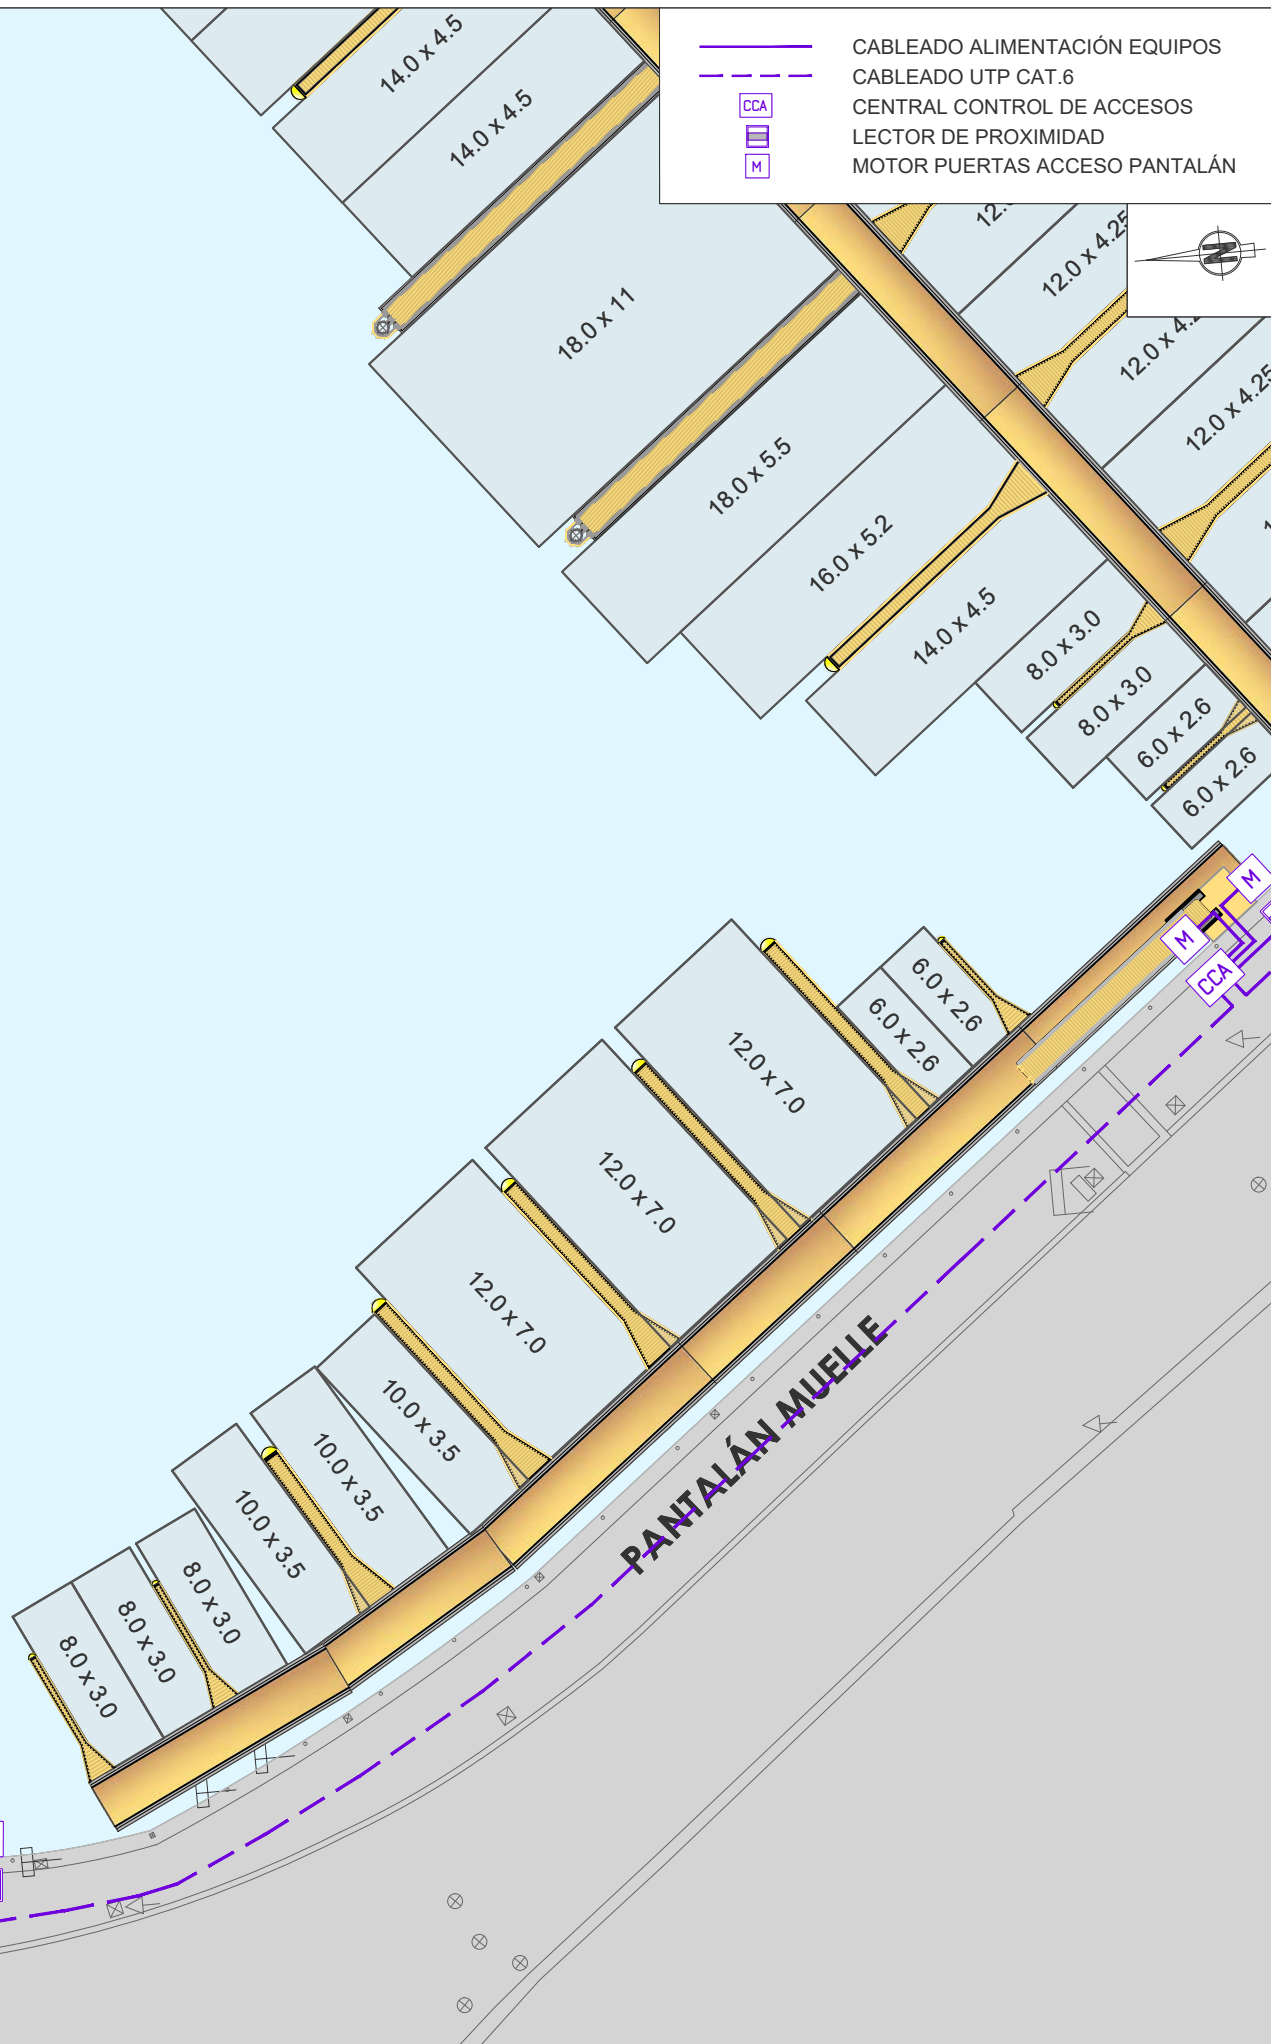 CABLEADO ALIMENTACIÓN EQUIPOS
CABLEADO UTP CAT.6
CCA CENTRAL CONTROL DE ACCESOS
LECTOR DE PROXIMIDAD
M MOTOR PUERTAS ACCESO PANTALÁN
N
14.0 x 4.5
14.0 x 4.5
18.0 x 11
18.0 x 5.5
16.0 x 5.2
14.0 x 4.5
8.0 x 3.0
8.0 x 3.0
6.0 x 2.6
6.0 x 2.6
12.0 x 4.25
12.0 x 4.25
M
M
CCA
6.0 x 2.6
6.0 x 2.6
12.0 x 7.0
12.0 x 7.0
12.0 x 7.0
10.0 x 3.5
10.0 x 3.5
10.0 x 3.5
8.0 x 3.0
8.0 x 3.0
8.0 x 3.0
PANTALÁN MUELLE